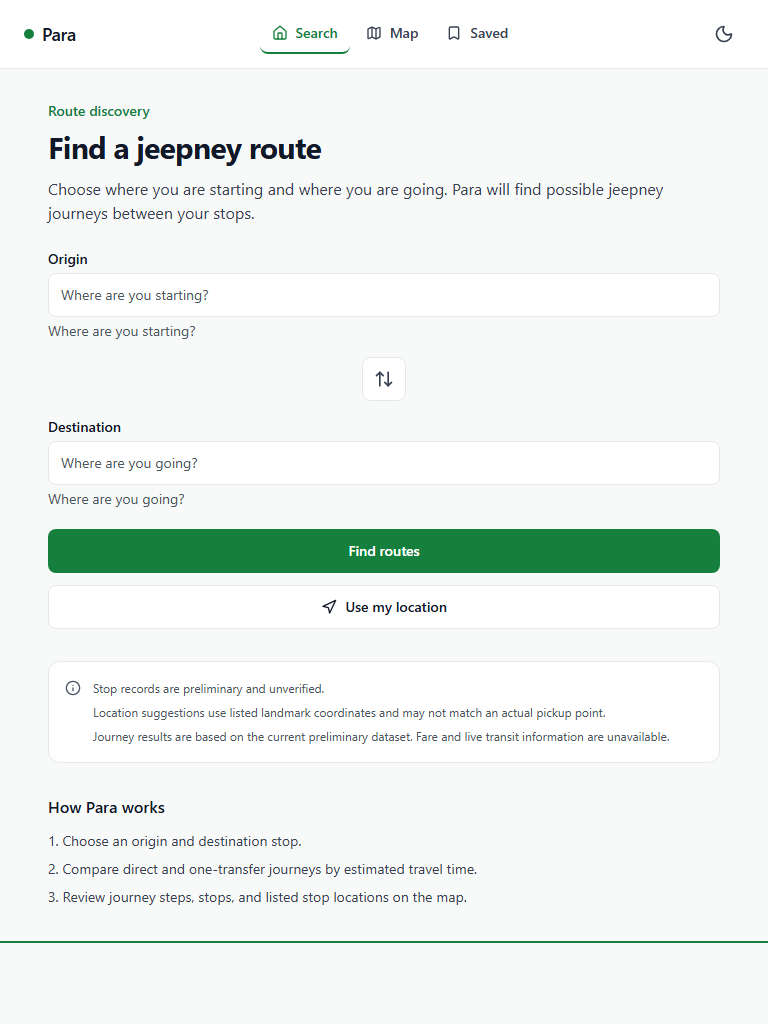 Para
Search
Map
Saved
Route discovery
Find a jeepney route
Choose where you are starting and where you are going. Para will find possible jeepney
journeys between your stops.
Origin
Where are you starting?
Where are you starting?
Destination
Where are you going?
Where are you going?
Find routes
Use my location
Stop records are preliminary and unverified.
Location suggestions use listed landmark coordinates and may not match an actual pickup point.
Journey results are based on the current preliminary dataset. Fare and live transit information are unavailable.
How Para works
1. Choose an origin and destination stop.
2. Compare direct and one-transfer journeys by estimated travel time.
3. Review journey steps, stops, and listed stop locations on the map.